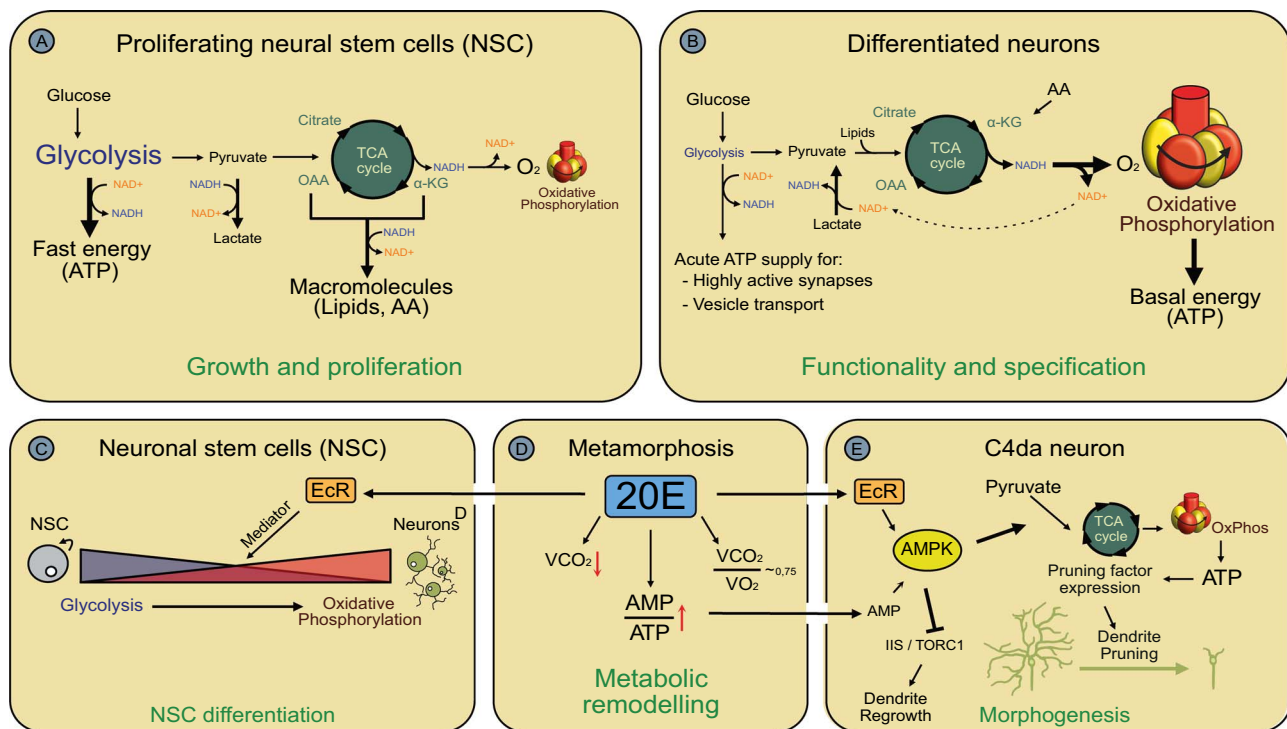 A
Proliferating neural stem cells (NSC)
Glucose
Glycolysis
NAD+
NADH
Fast energy
(ATP)
Pyruvate
NADH
NAD+
Lactate
Citrate
TCA
cycle
OAA
α-KG
NADH
NAD+
O2
Oxidative
Phosphorylation
NADH
NAD+
Macromolecules
(Lipids, AA)
Growth and proliferation
B
Differentiated neurons
Glucose
Glycolysis
NAD+
NADH
Acute ATP supply for:
- Highly active synapses
- Vesicle transport
Pyruvate
Lipids
NADH
NAD+
Lactate
Citrate
TCA
cycle
OAA
α-KG
AA
NADH
NAD+
O2
Oxidative
Phosphorylation
Basal energy
(ATP)
Functionality and specification
C
Neuronal stem cells (NSC)
EcR
Mediator
NSC
Neurons
D
Glycolysis
Oxidative
Phosphorylation
NSC differentiation
D
Metamorphosis
20E
VCO2
VCO2
VO2
~0,75
AMP
ATP
Metabolic
remodelling
E
C4da neuron
EcR
AMPK
AMP
IIS / TORC1
Dendrite
Regrowth
Pyruvate
TCA
cycle
OxPhos
ATP
Pruning factor
expression
Dendrite
Pruning
Morphogenesis